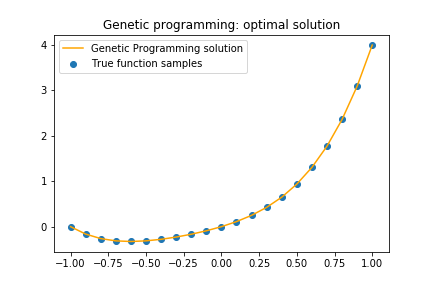 Genetic programming: optimal solution
Genetic Programming solution
True function samples
4
3
2
1
0
−1.00 −0.75 −0.50 −0.25 0.00 0.25 0.50 0.75 1.00